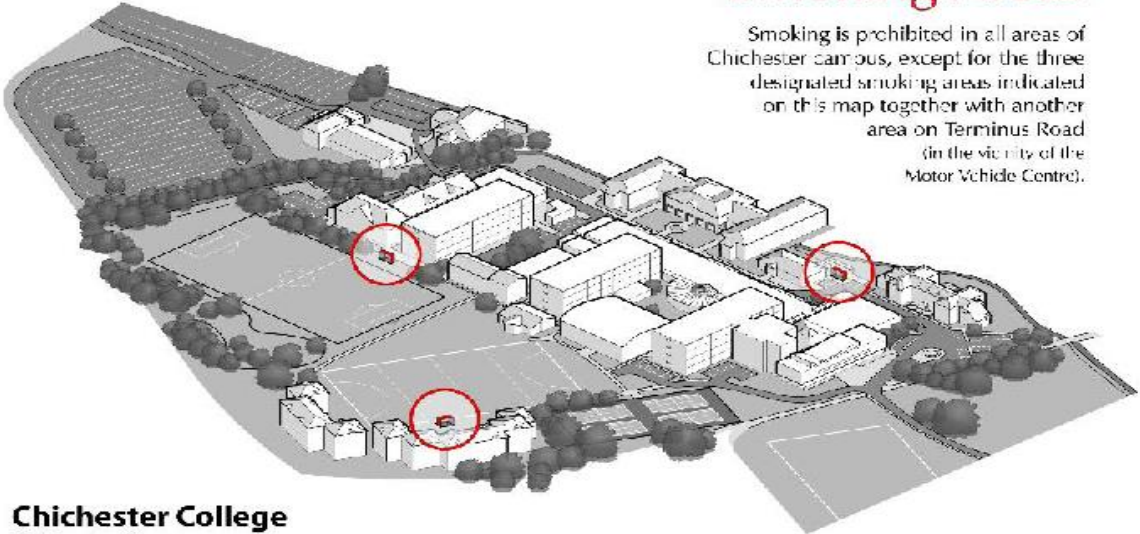 Smoking is prohibited in all areas of
Chichester campus, except for the three
designated smoking areas indicated
on this map together with another
area on Terminus Road
(in the vicinity of the
Motor Vehicle Centre).
Chichester College